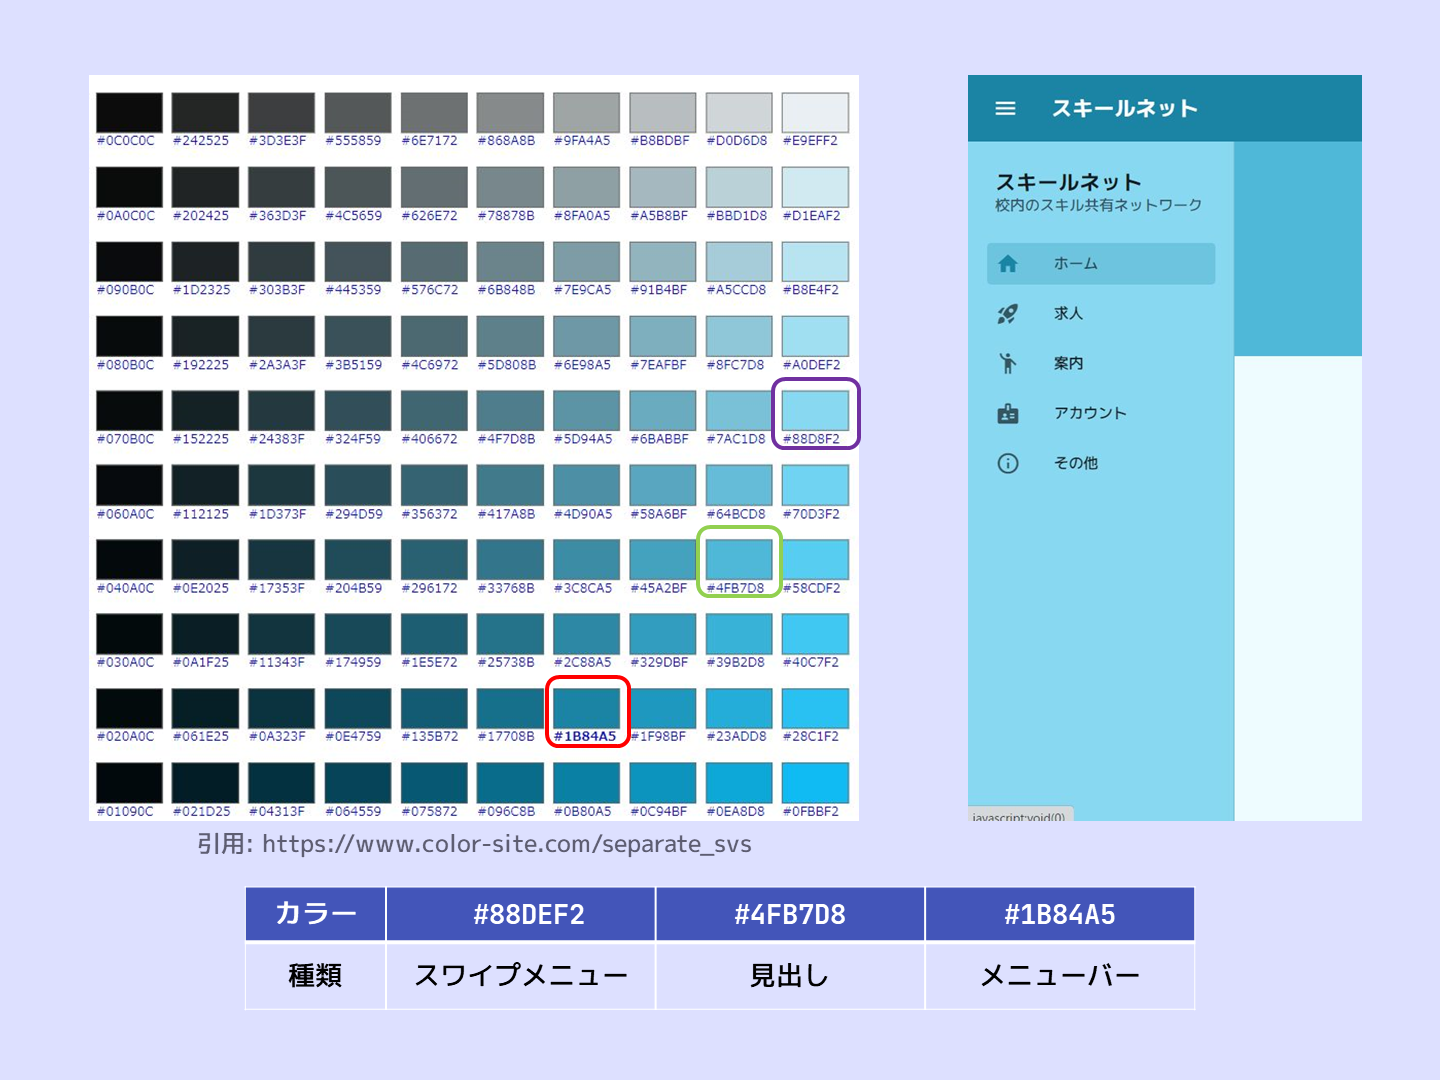 #0C0C0C #242525 #3D3E3F #555859 #6E7172 #868A8B #9FA4A5 #B8BDBF #D0D6D8 #E9EFF2
#0A0C0C #202425 #363D3F #4C5659 #626E72 #78878B #8FA0A5 #A5B8BF #BBD1D8 #D1EAF2
#090B0C #1D2325 #303B3F #445359 #576C72 #6B848B #7E9CA5 #91B4BF #A5CCD8 #B8E4F2
#080B0C #192225 #2A3A3F #3B5159 #4C6972 #5D808B #6E98A5 #7EAFBF #8FC7D8 #A0DEF2
#070B0C #152225 #24383F #324F59 #406672 #4F7D8B #5D94A5 #6BABBF #7AC1D8 #88D8F2
#060A0C #112125 #1D373F #294D59 #356372 #417A8B #4D90A5 #58A6BF #64BCD8 #70D3F2
#040A0C #0E2025 #17353F #204B59 #296172 #33768B #3C8CA5 #45A2BF #4FB7D8 #58CDF2
#030A0C #0A1F25 #11343F #174959 #1E5E72 #25738B #2C88A5 #329DBF #39B2D8 #40C7F2
#020A0C #061E25 #0A323F #0E4759 #135B72 #17708B #1B84A5 #1F98BF #23ADD8 #28C1F2
#01090C #021D25 #04313F #064559 #075872 #096C8B #0B80A5 #0C94BF #0EA8D8 #0FBBF2
引用: https://www.color-site.com/separate_svs
スキールネット
スキールネット
校内のスキル共有ネットワーク
ホーム
求人
案内
アカウント
その他
javascript:void(0)
カラー #88DEF2 #4FB7D8 #1B84A5
種類 スワイプメニュー 見出し メニューバー